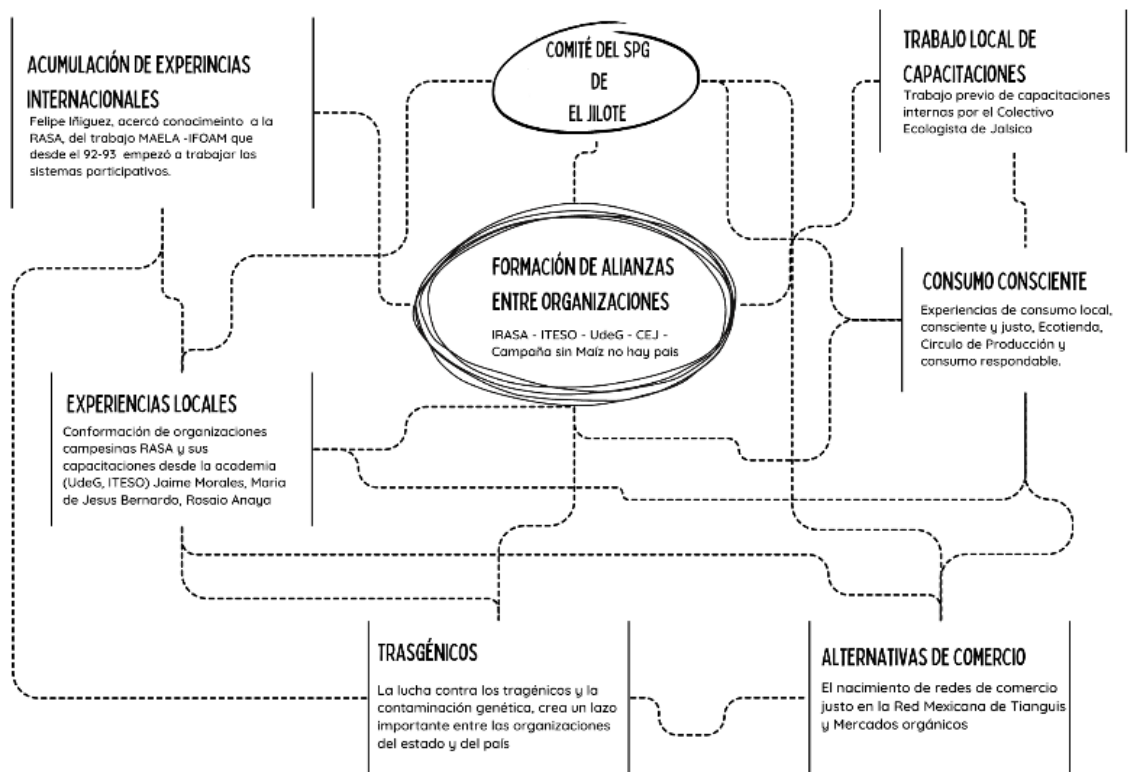 ACUMULACIÓN DE EXPERINCIAS
INTERNACIONALES
Felipe Iñiguez, acercó conocimeinto a la
RASA, del trabajo MAELA -IFOAM que
desde el 92-93 empezó a trabajar los
sistemas participativos.
COMITÉ DEL SPG
DE
EL JILOTE
TRABAJO LOCAL DE
CAPACITACIONES
Trabajo previo de capacitaciones
internas por el Colectivo
Ecologista de Jalsico
FORMACIÓN DE ALIANZAS
ENTRE ORGANIZACIONES
IRASA - ITESO - UdeG - CEJ -
Campaña sin Maíz no hay pais
CONSUMO CONSCIENTE
Experiencias de consumo local,
consciente y justo, Ecotienda,
Circulo de Producción y
consumo respondable.
EXPERIENCIAS LOCALES
Conformación de organizaciones
campesinas RASA y sus
capacitaciones desde la academia
(UdeG, ITESO) Jaime Morales, Maria
de Jesus Bernardo, Rosaio Anaya
TRASGÉNICOS
La lucha contra los tragénicos y la
contaminación genética, crea un lazo
importante entre las organizaciones
del estado y del país
ALTERNATIVAS DE COMERCIO
El nacimiento de redes de comercio
justo en la Red Mexicana de Tianguis
y Mercados orgánicos